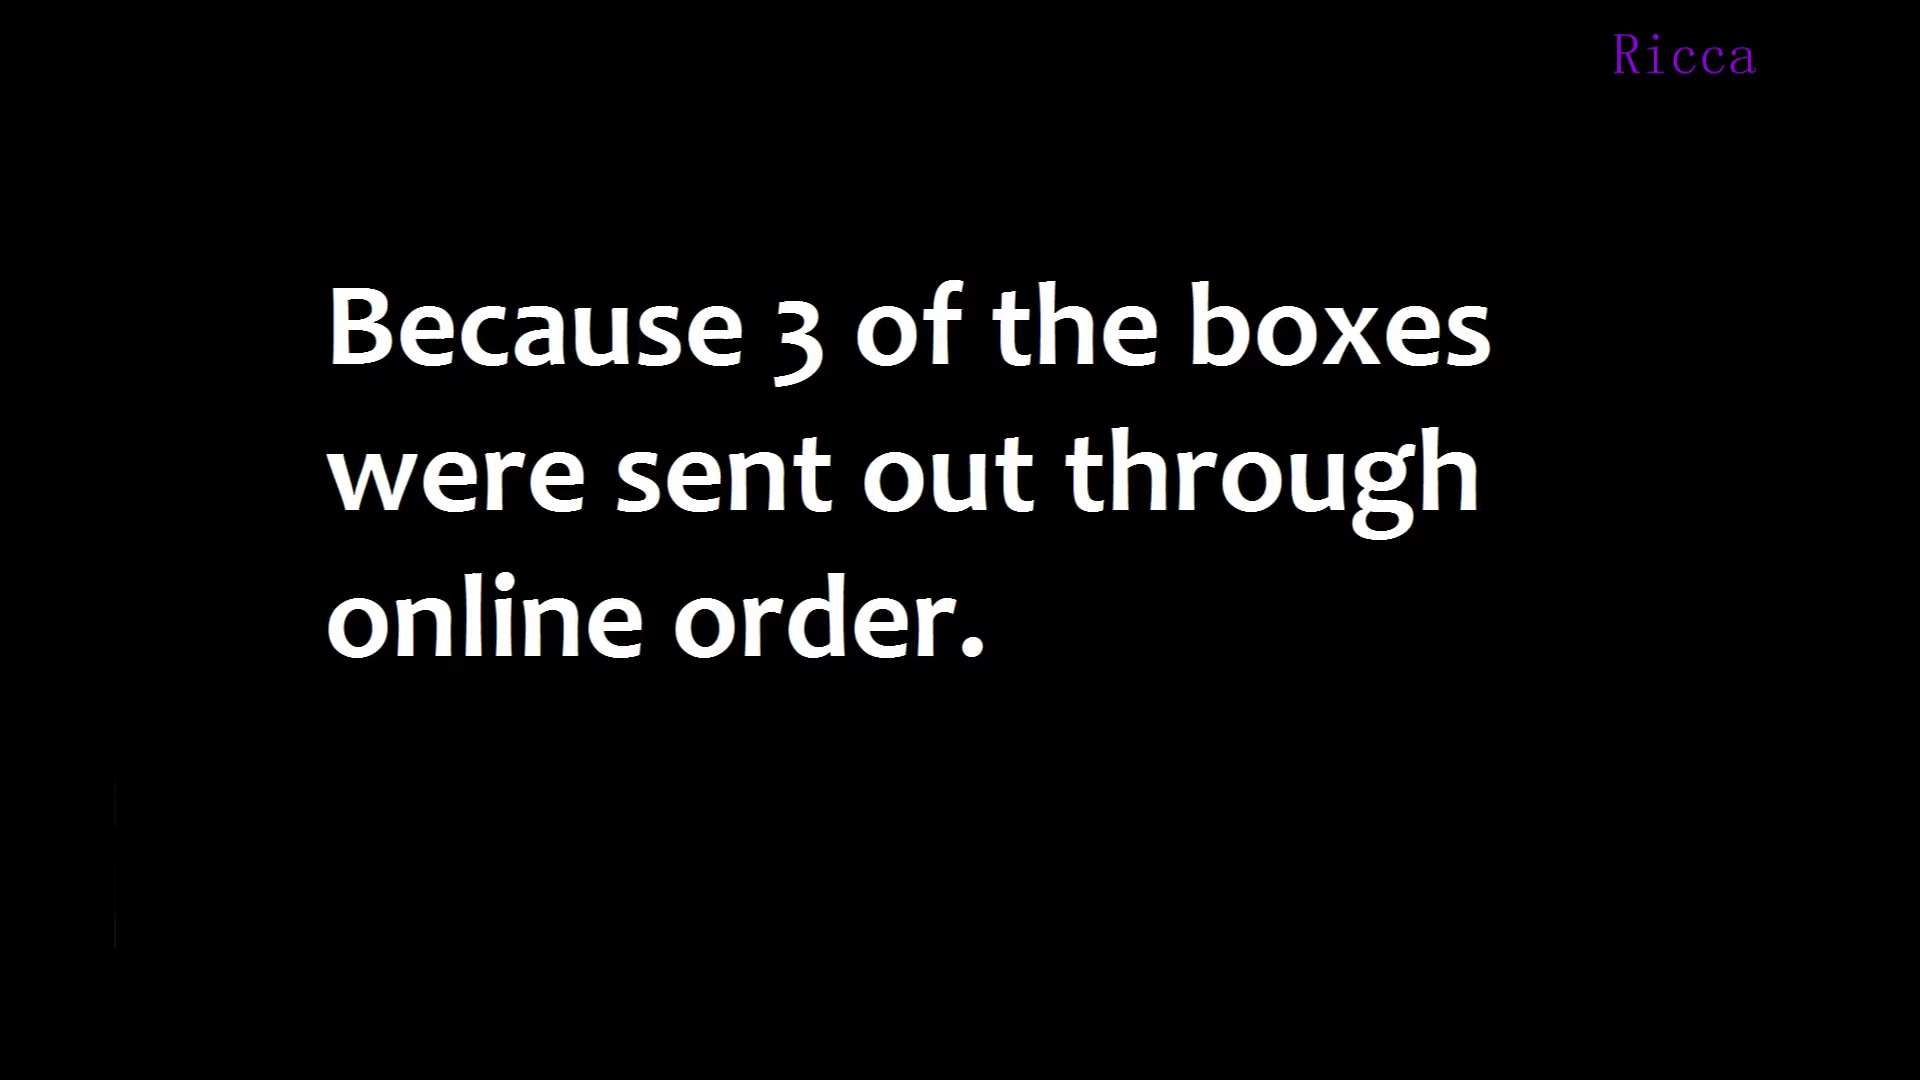 Ricca
Because 3 of the boxes
were sent out through
online order.